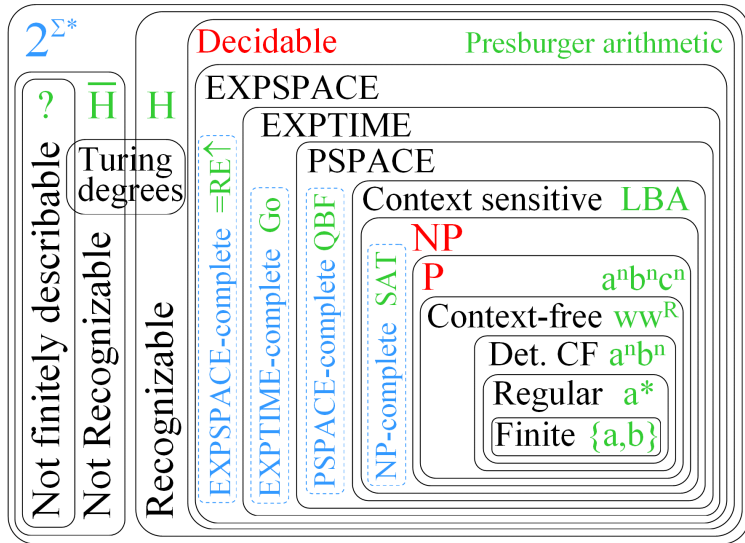 2^Σ*
Decidable
Presburger arithmetic
?
H̅
H
EXPSPACE
EXPTIME
PSPACE
Turing
degrees
Context sensitive LBA
NP
P
aⁿbⁿcⁿ
Context-free wwᴿ
Det. CF aⁿbⁿ
Regular a*
Finite {a,b}
Not finitely describable
Not Recognizable
Recognizable
EXPSPACE-complete =RE↑
EXPTIME-complete Go
PSPACE-complete QBF
NP-complete SAT